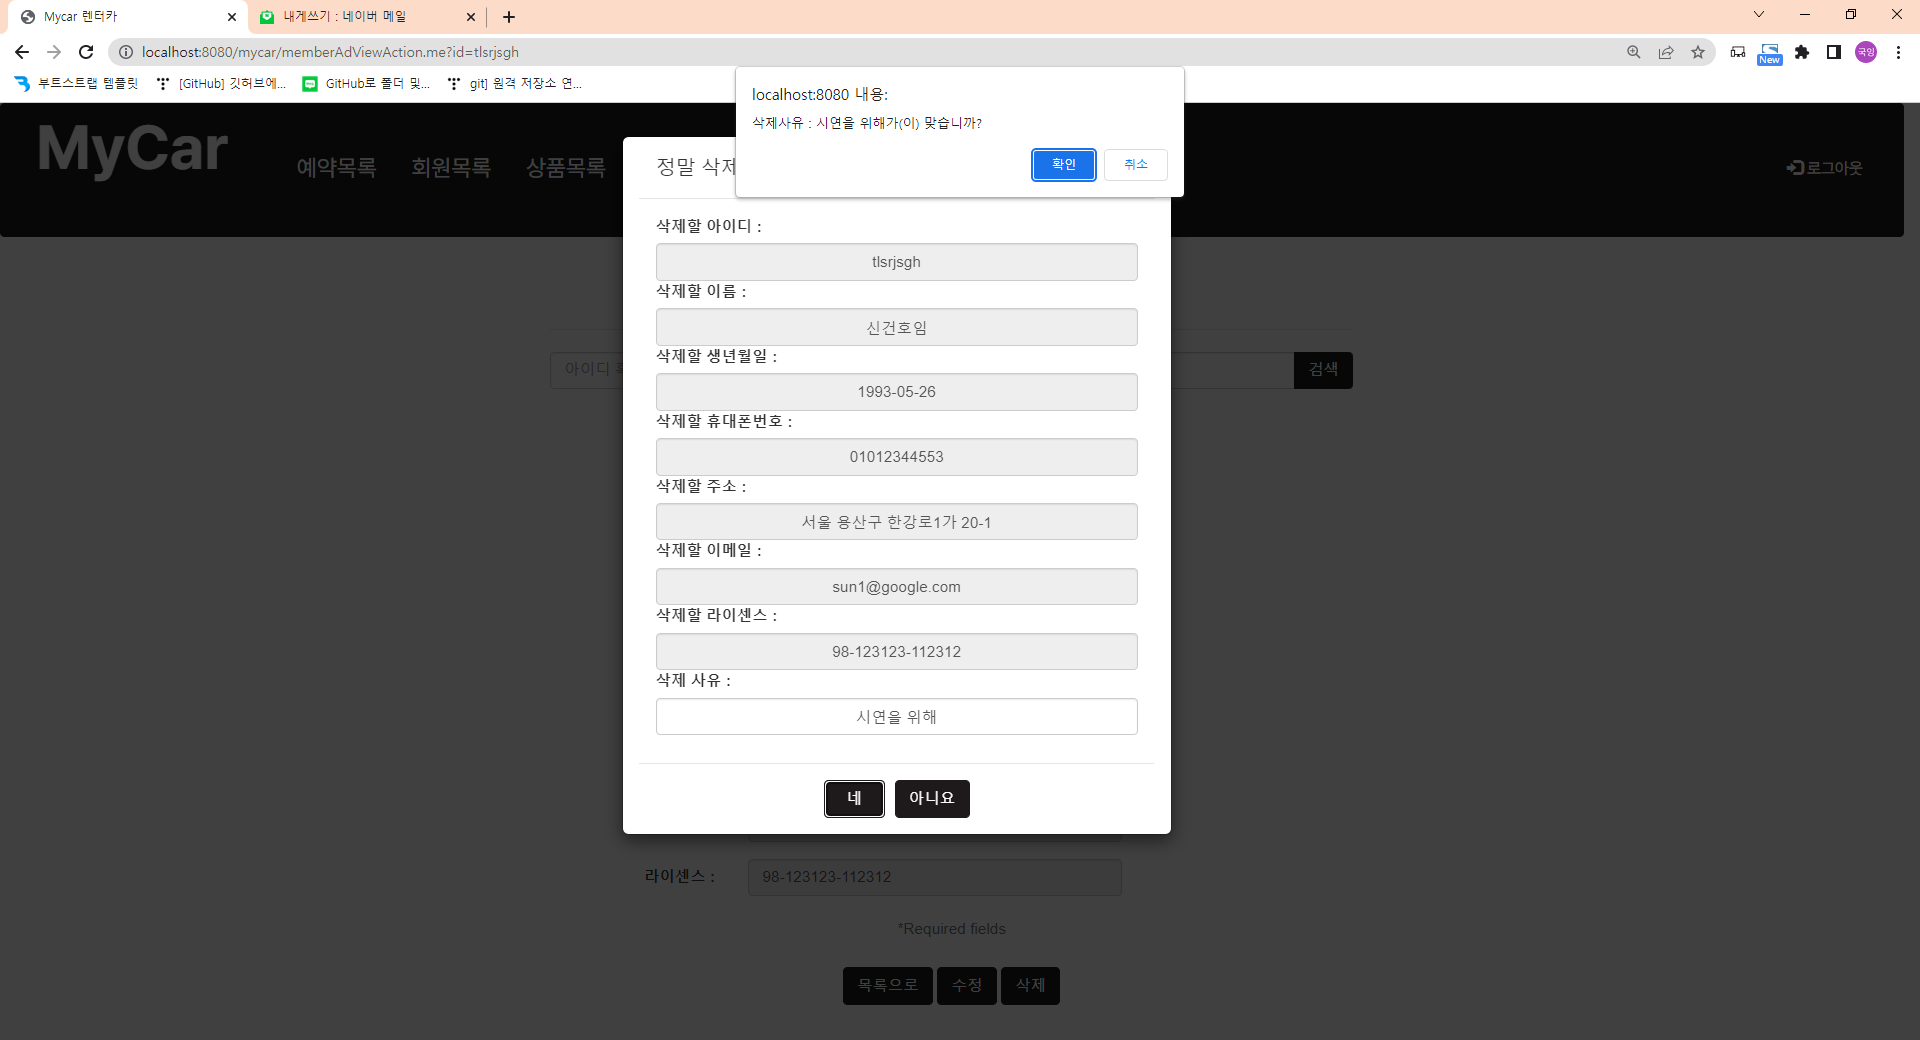 Mycar 렌터카
내게쓰기 : 네이버 메일
localhost:8080/mycar/memberAdViewAction.me?id=tlsrjsgh
New
국잉
부트스트랩 템플릿
[GitHub] 깃허브에...
GitHub로 폴더 및...
git] 원격 저장소 연...
localhost:8080 내용:
삭제사유 : 시연을 위해가(이) 맞습니까?
확인
취소
MyCar
예약목록
회원목록
상품목록
로그아웃
정말 삭제
삭제할 아이디 :
tlsrjsgh
삭제할 이름 :
신건호임
삭제할 생년월일 :
1993-05-26
아이디
검색
삭제할 휴대폰번호 :
01012344553
삭제할 주소 :
서울 용산구 한강로1가 20-1
삭제할 이메일 :
sun1@google.com
삭제할 라이센스 :
98-123123-112312
삭제 사유 :
시연을 위해
네
아니요
라이센스 :
98-123123-112312
*Required fields
목록으로
수정
삭제